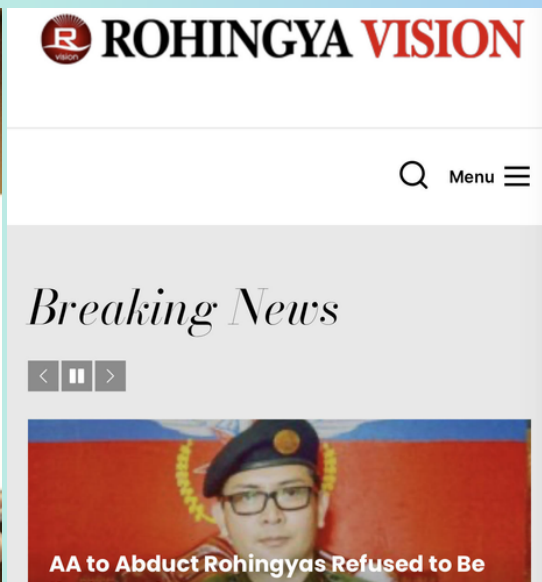 R
vision
ROHINGYA VISION
Menu
Breaking News
AA to Abduct Rohingyas Refused to Be